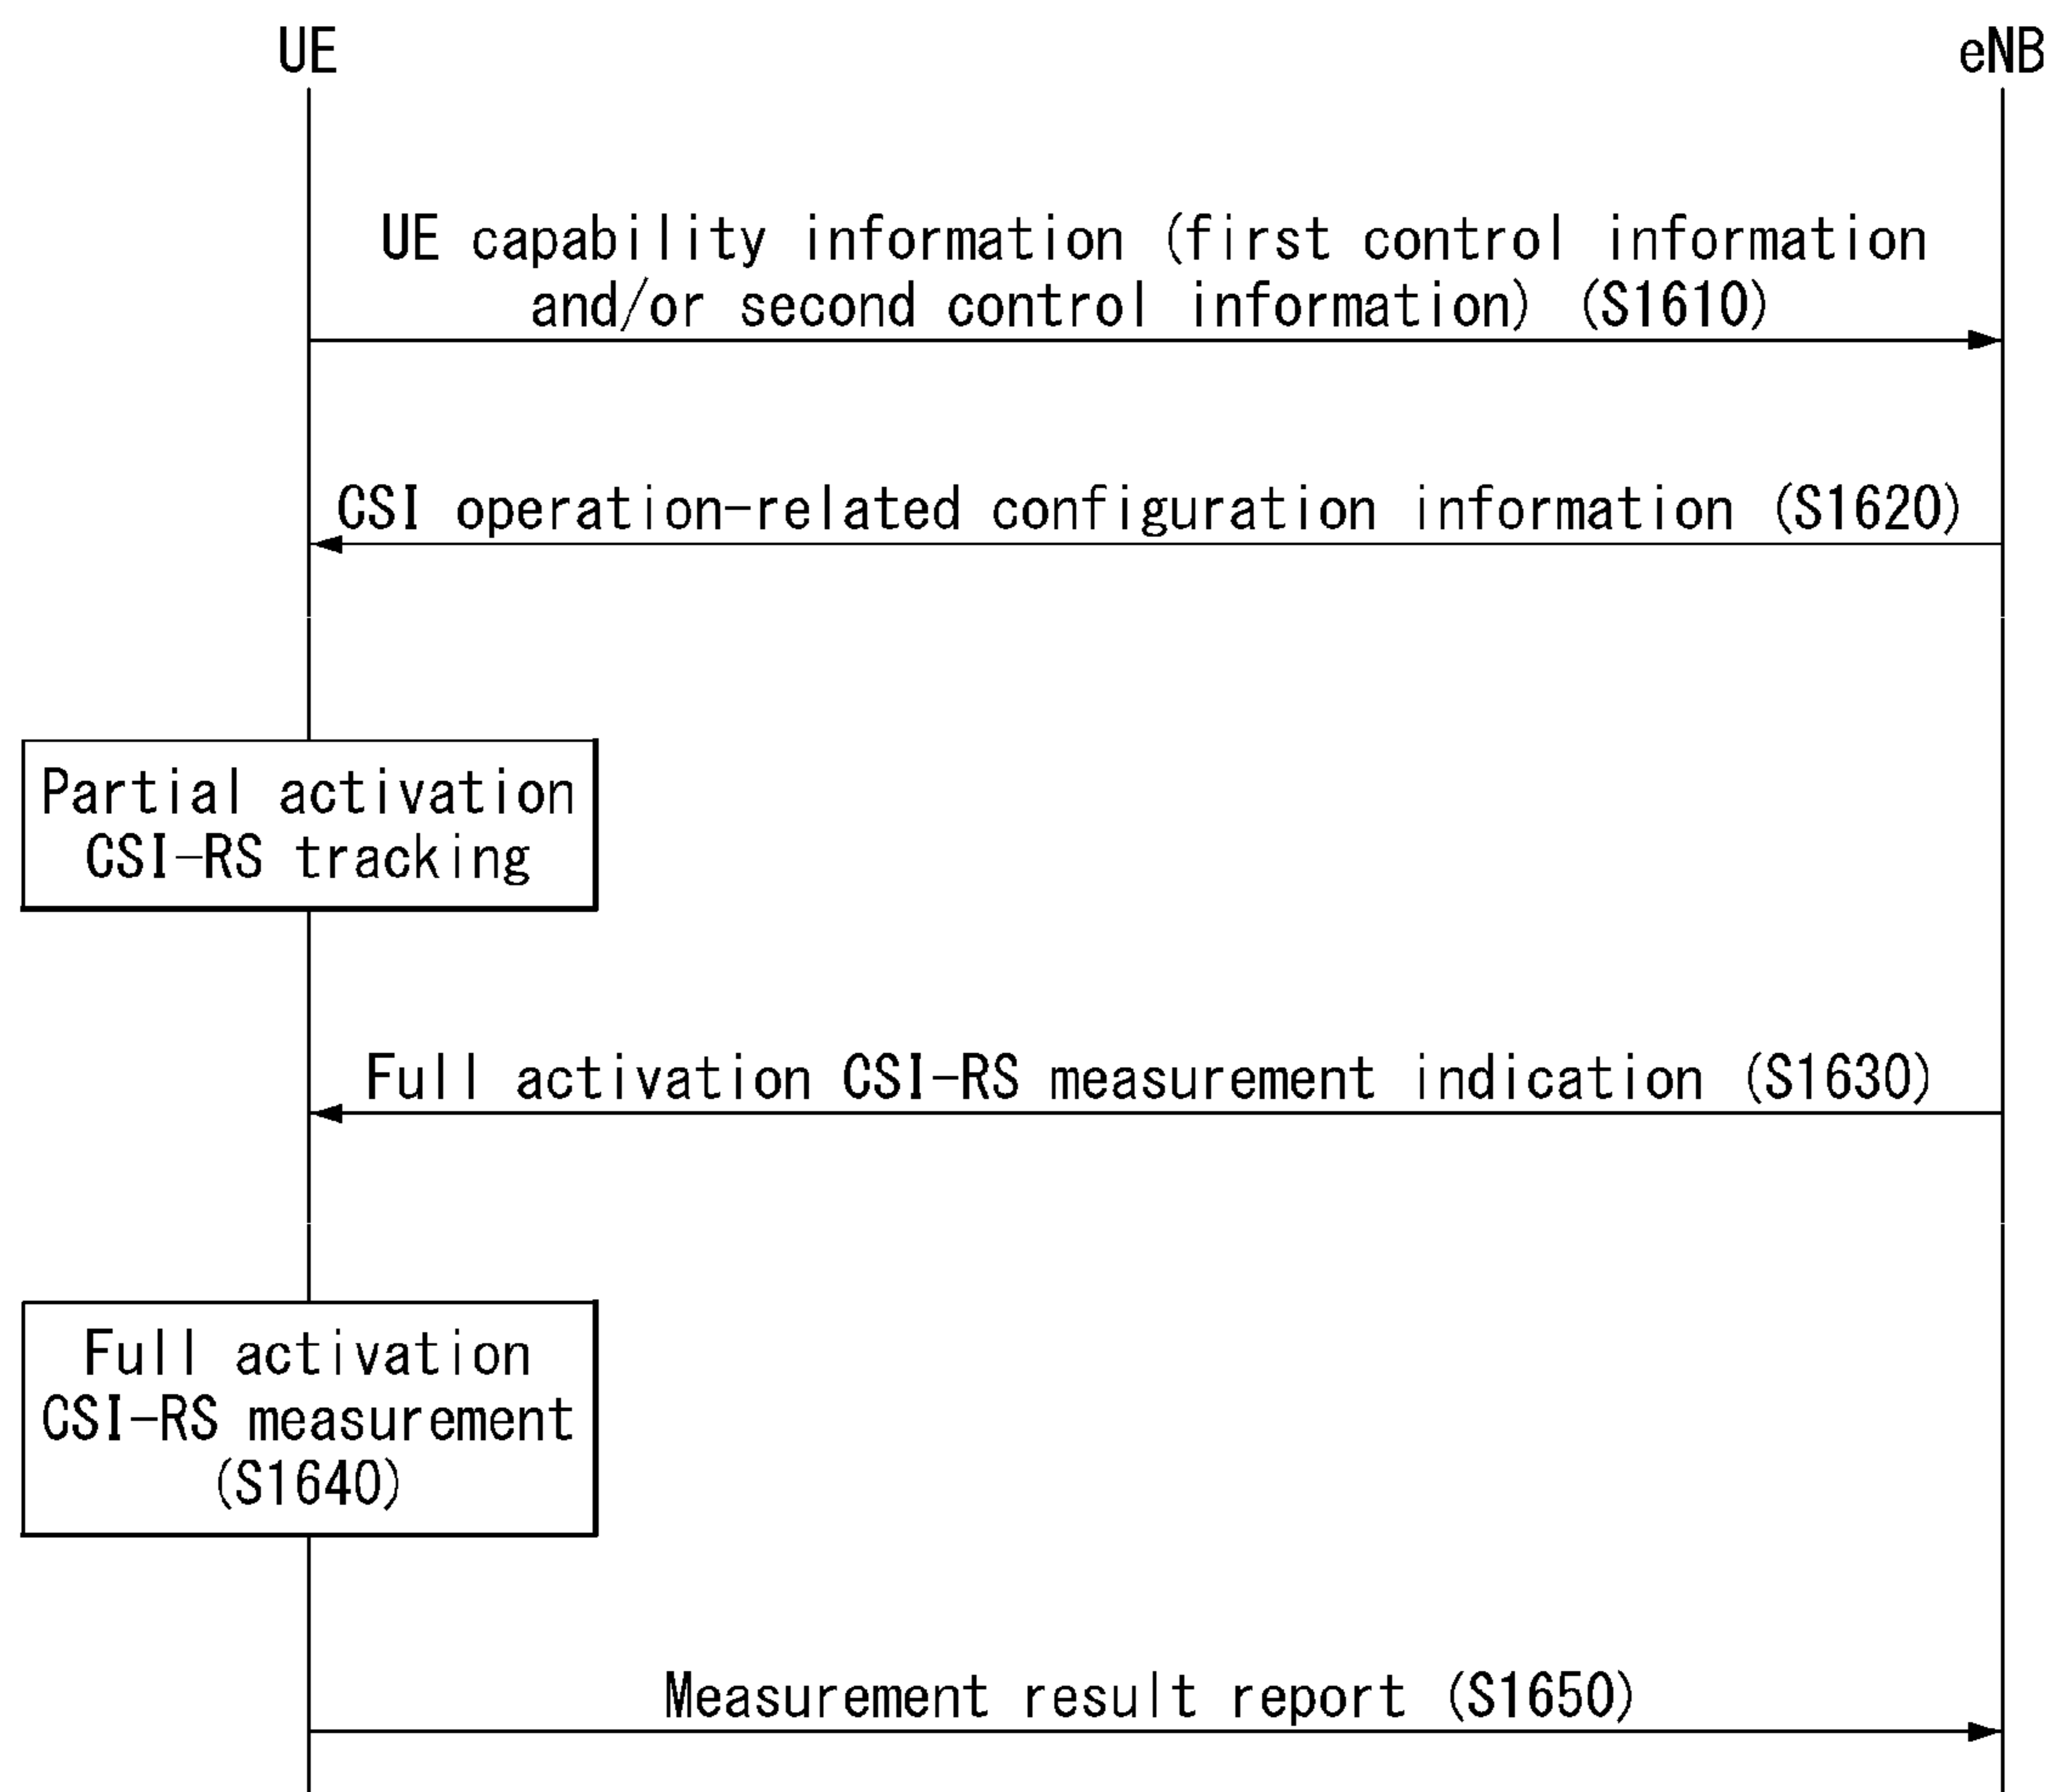 UE
eNB
UE capability information (first control information
and/or second control information) (S1610)
CSI operation-related configuration information (S1620)
Partial activation
CSI-RS tracking
Full activation CSI-RS measurement indication (S1630)
Full activation
CSI-RS measurement
(S1640)
Measurement result report (S1650)